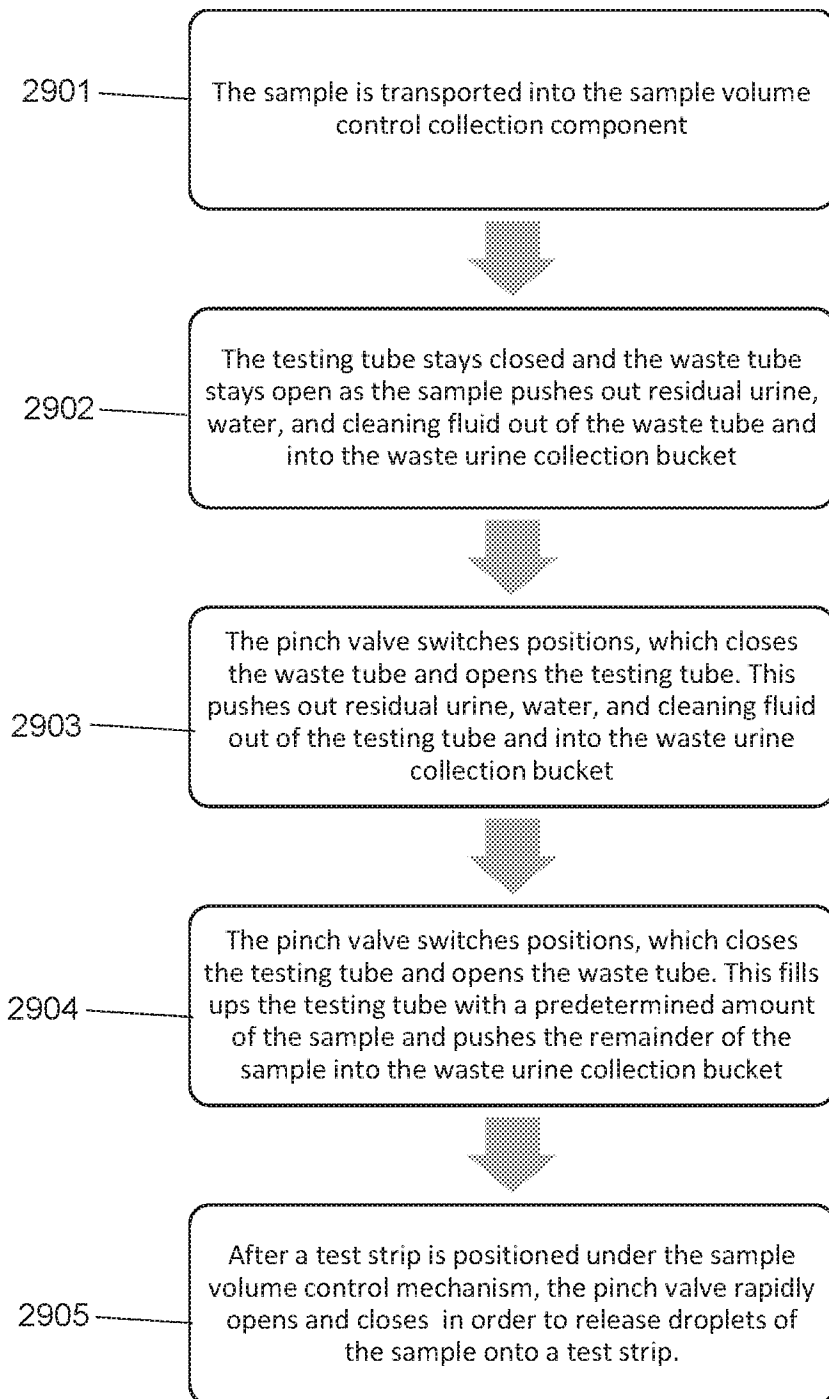 2901
The sample is transported into the sample volume
control collection component
The testing tube stays closed and the waste tube
stays open as the sample pushes out residual urine,
2902
water, and cleaning fluid out of the waste tube and
into the waste urine collection bucket
The pinch valve switches positions, which closes
the waste tube and opens the testing tube. This
pushes out residual urine, water, and cleaning fluid
2903
out of the testing tube and into the waste urine
collection bucket
The pinch valve switches positions, which closes
the testing tube and opens the waste tube. This fills
2904
ups the testing tube with a predetermined amount
of the sample and pushes the remainder of the
sample into the waste urine collection bucket
After a test strip is positioned under the sample
volume control mechanism, the pinch valve rapidly
2905
opens and closes in order to release droplets of
the sample onto a test strip.